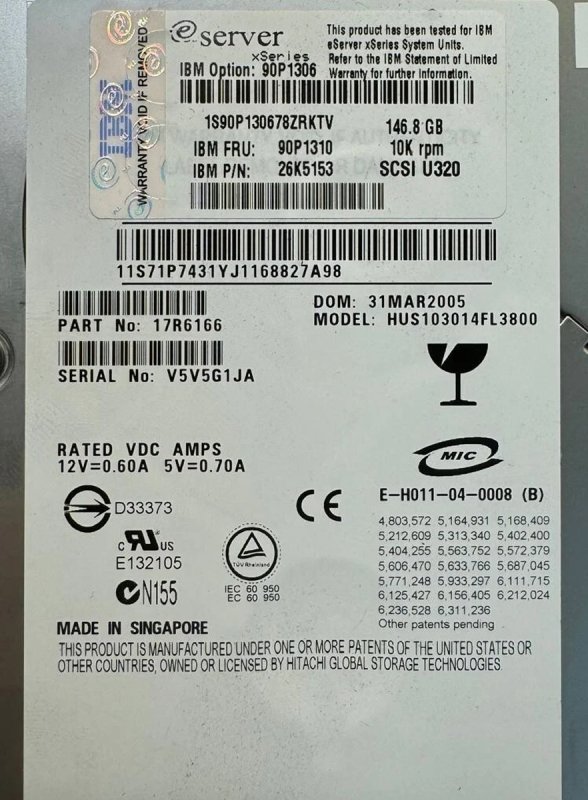 IBM
WARRANTY VOID IF REMOVED
e server
xSeries
This product has been tested for IBM
eServer xSeries System Units.
Refer to the IBM Statement of Limited
Warranty for further information.
IBM Option: 90P1306
1S90P130678ZRKTV 146.8 GB
IBM FRU: 90P1310 10K rpm
IBM P/N: 26K5153 SCSI U320
11S71P7431YJ1168827A98
PART No: 17R6166
DOM: 31MAR2005
MODEL: HUS103014FL3800
SERIAL No: V5V5G1JA
RATED VDC AMPS
12V=0.60A 5V=0.70A
MIC
E-H011-04-0008 (B)
D33373
c RU US
E132105
N155
CE
TÜV Rheinland
IEC 60 950
EC 60 950
4,803,572 5,164,931 5,168,409
5,212,609 5,313,340 5,402,400
5,404,255 5,563,752 5,572,379
5,606,470 5,633,766 5,687,045
5,771,248 5,933,297 6,111,715
6,125,427 6,156,405 6,212,024
6,236,528 6,311,236
Other patents pending
MADE IN SINGAPORE
THIS PRODUCT IS MANUFACTURED UNDER ONE OR MORE PATENTS OF THE UNITED STATES OR
OTHER COUNTRIES, OWNED OR LICENSED BY HITACHI GLOBAL STORAGE TECHNOLOGIES.